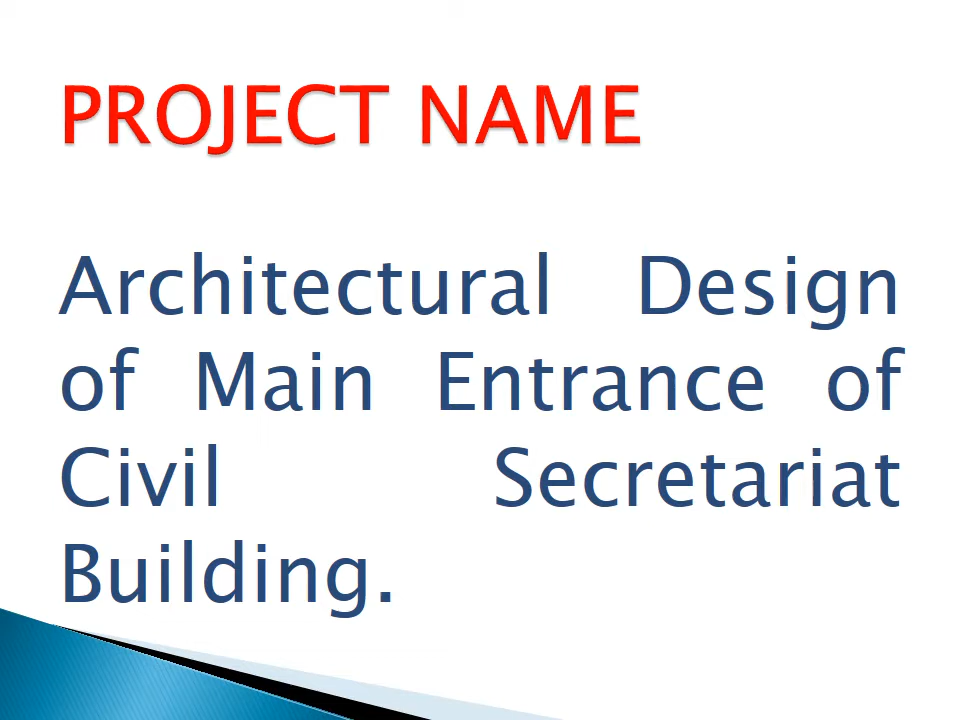 PROJECT NAME
Architectural Design
of Main Entrance of
Civil Secretariat
Building.